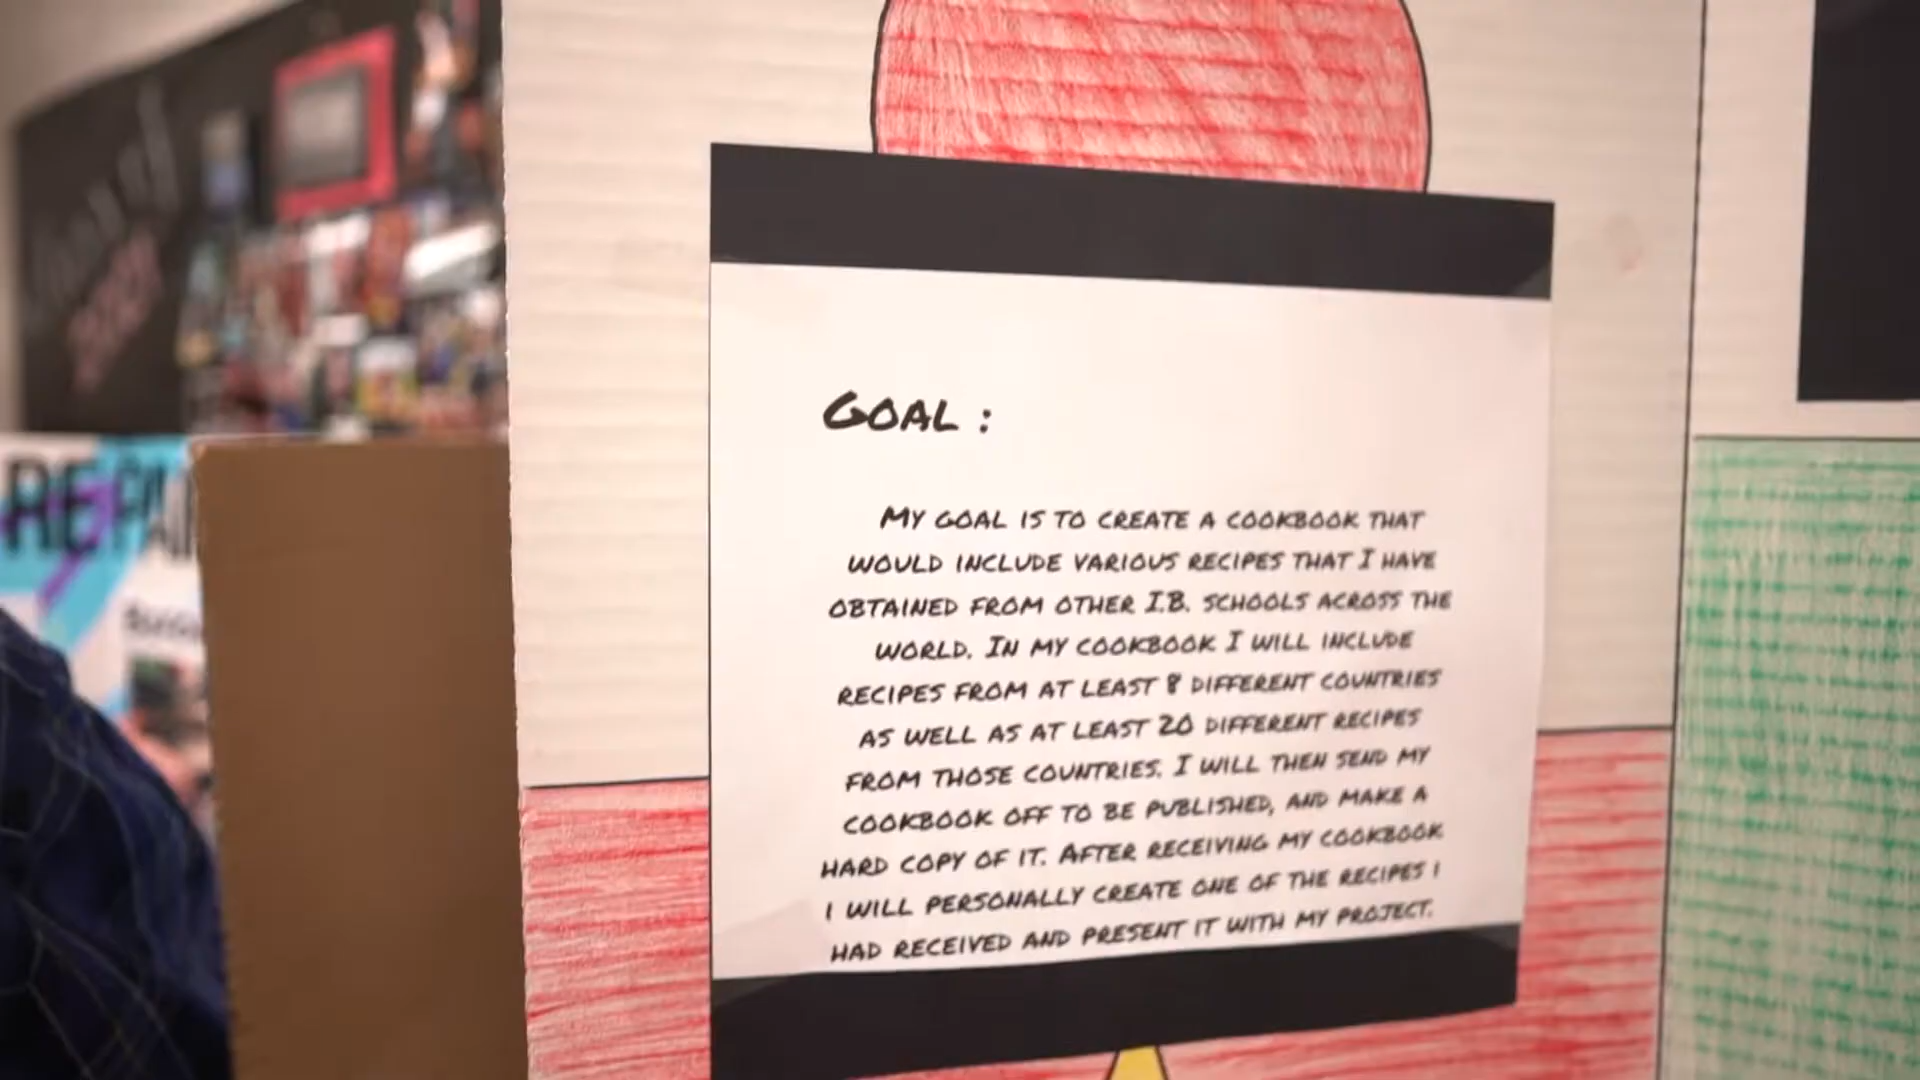 GOAL :
MY GOAL IS TO CREATE A COOKBOOK THAT
WOULD INCLUDE VARIOUS RECIPES THAT I HAVE
OBTAINED FROM OTHER I.B. SCHOOLS ACROSS THE
WORLD. IN MY COOKBOOK I WILL INCLUDE
RECIPES FROM AT LEAST 8 DIFFERENT COUNTRIES
AS WELL AS AT LEAST 20 DIFFERENT RECIPES
FROM THOSE COUNTRIES. I WILL THEN SEND MY
COOKBOOK OFF TO BE PUBLISHED, AND MAKE A
HARD COPY OF IT. AFTER RECEIVING MY COOKBOOK
I WILL PERSONALLY CREATE ONE OF THE RECIPES I
HAD RECEIVED AND PRESENT IT WITH MY PROJECT.